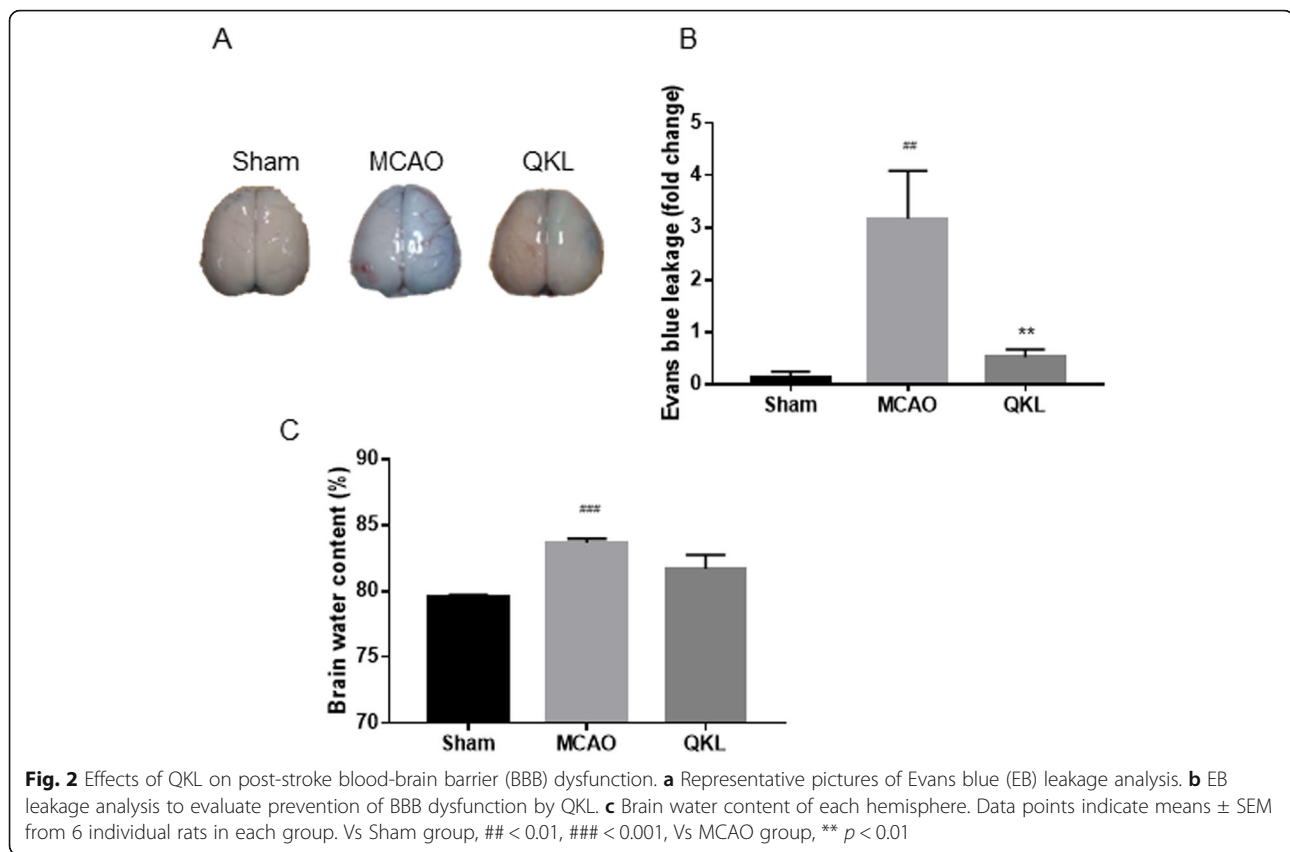 A
Sham MCAO QKL
B
Evans blue leakage (fold change)
5
4
3
2
1
0
##
**
Sham MCAO QKL
C
Brain water content (%)
90
85
80
75
70
###
Sham MCAO QKL
Fig. 2 Effects of QKL on post-stroke blood-brain barrier (BBB) dysfunction. a Representative pictures of Evans blue (EB) leakage analysis. b EB
leakage analysis to evaluate prevention of BBB dysfunction by QKL. c Brain water content of each hemisphere. Data points indicate means ± SEM
from 6 individual rats in each group. Vs Sham group, ## < 0.01, ### < 0.001, Vs MCAO group, ** p < 0.01